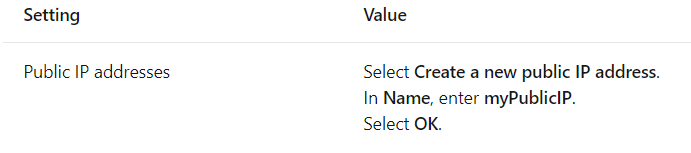 Setting Value
Public IP addresses Select Create a new public IP address.
In Name, enter myPublicIP.
Select OK.